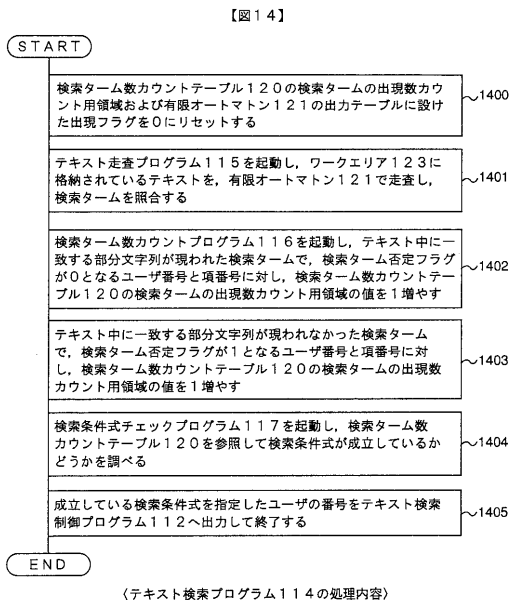 【図１４】
ＳＴＡＲＴ
検索ターム数カウントテーブル１２０の検索タームの出現数カウ
ント用領域および有限オートマトン１２１の出力テーブルに設け
た出現フラグを０にリセットする
1400
テキスト走査プログラム１１５を起動し，ワークエリア１２３に
格納されているテキストを，有限オートマトン１２１で走査し，
検索タームを照合する
1401
検索ターム数カウントプログラム１１６を起動し，テキスト中に一
致する部分文字列が現われた検索タームで，検索ターム否定フラグ
が０となるユーザ番号と項番号に対し，検索ターム数カウントテー
ブル１２０の検索タームの出現数カウント用領域の値を１増やす
1402
テキスト中に一致する部分文字列が現われなかった検索ターム
で，検索ターム否定フラグが１となるユーザ番号と項番号に対
し，検索ターム数カウントテーブル１２０の検索タームの出現数
カウント用領域の値を１増やす
1403
検索条件式チェックプログラム１１７を起動し，検索ターム数
カウントテーブル１２０を参照して検索条件式が成立しているか
どうかを調べる
1404
成立している検索条件式を指定したユーザの番号をテキスト検索
制御プログラム１１２へ出力して終了する
1405
ＥＮＤ
〈テキスト検索プログラム１１４の処理内容〉